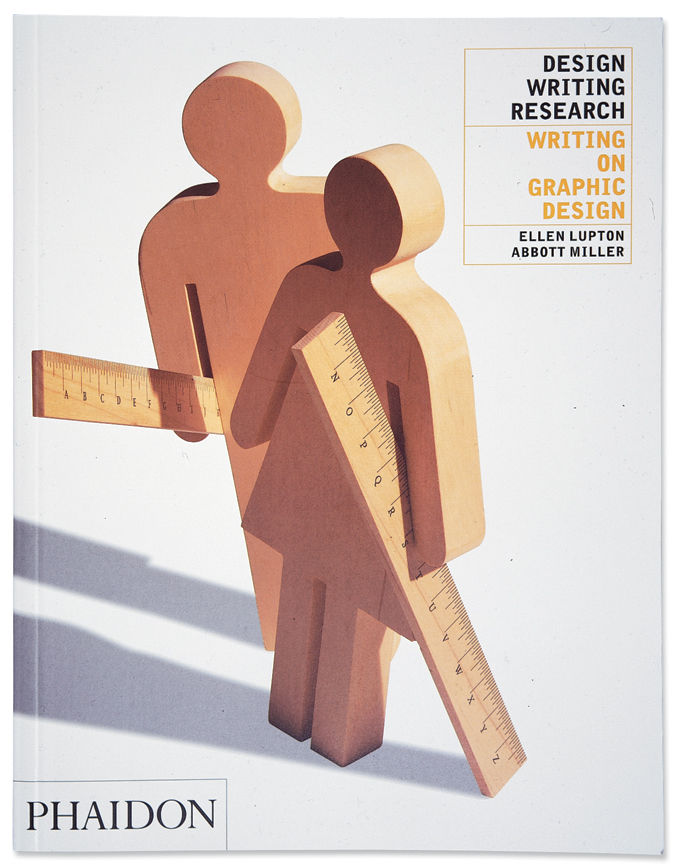 DESIGN
WRITING
RESEARCH
WRITING
ON
GRAPHIC
DESIGN
ELLEN LUPTON
ABBOTT MILLER
A B C D E F G H I J K
N O P Q R S T U V W X Y Z
PHAIDON